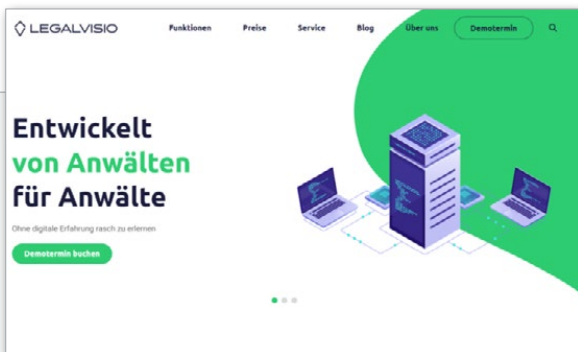 LEGALVISIO
Funktionen Preise Service Blog Über uns Demotermin
Entwickelt
von Anwälten
für Anwälte
Ohne digitale Erfahrung rasch zu erlernen
Demotermin buchen